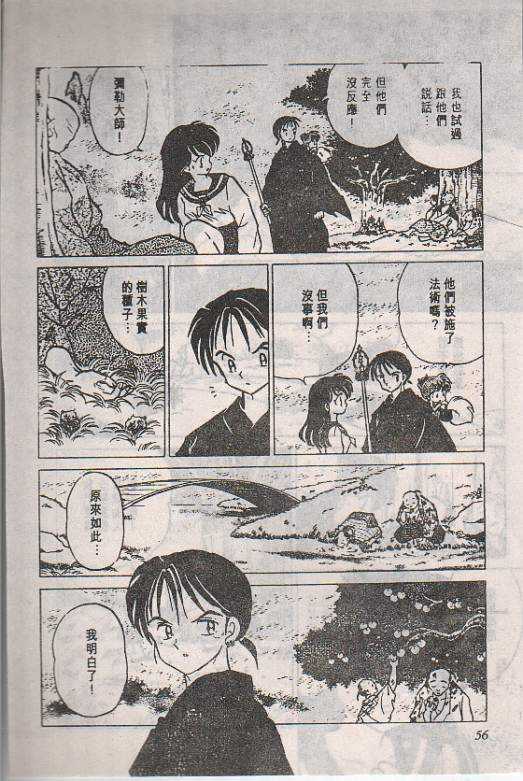 我也試過
跟他們
説話…
但他們
完全
沒反應！
彌勒大師！
他們被施了
法術嗎？
但我們
沒事啊…
樹木果實
的種子…
原來如此…
我明白了！
56